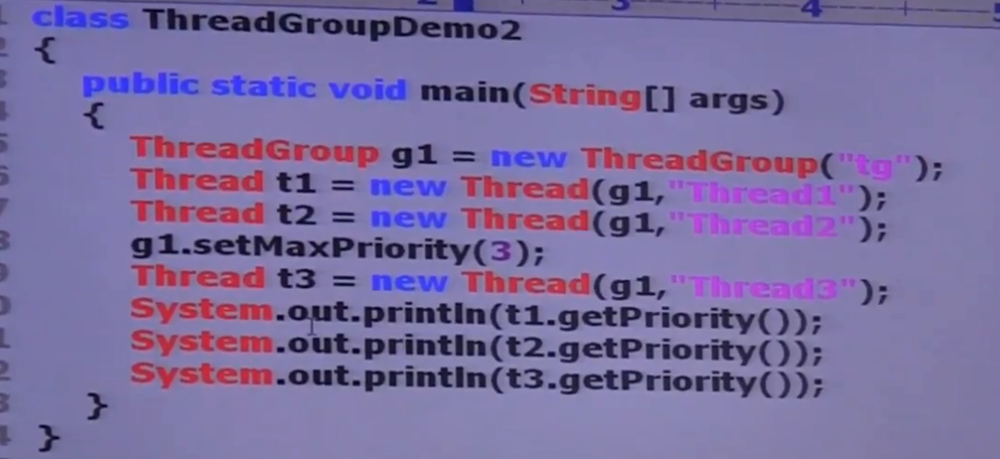 3 4
class ThreadGroupDemo2
{
public static void main(String[] args)
{
ThreadGroup g1 = new ThreadGroup("tg");
Thread t1 = new Thread(g1,"Thread1");
Thread t2 = new Thread(g1,"Thread2");
g1.setMaxPriority(3);
Thread t3 = new Thread(g1,"Thread3");
System.out.println(t1.getPriority());
System.out.println(t2.getPriority());
System.out.println(t3.getPriority());
}
}